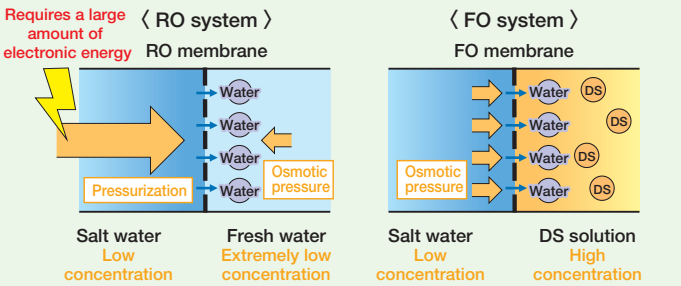 〈 RO system 〉
Requires a large
amount of
electronic energy
RO membrane
Water
Water
Water
Water
Pressurization
Osmotic
pressure
Salt water
Low
concentration
Fresh water
Extremely low
concentration
〈 FO system 〉
FO membrane
Water
Water
Water
Water
DS
DS
DS
DS
Osmotic
pressure
Salt water
Low
concentration
DS solution
High
concentration